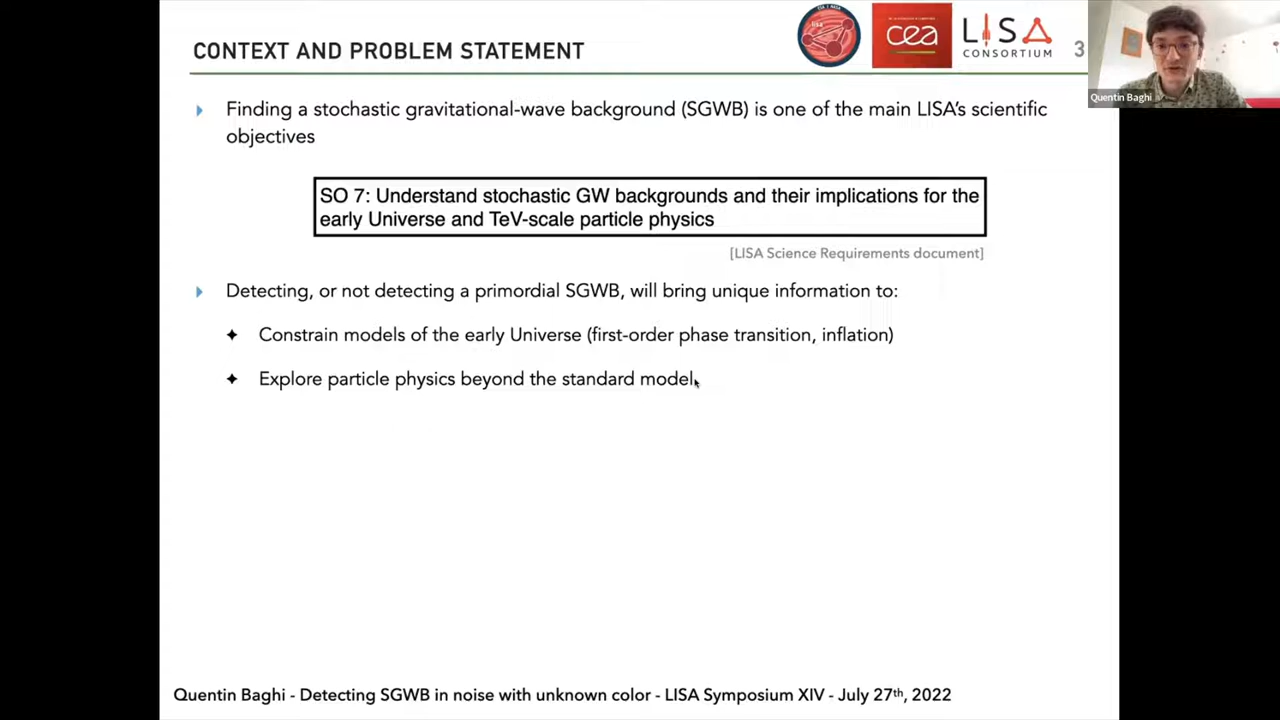 CONTEXT AND PROBLEM STATEMENT
lisa
cea
LISA
CONSORTIUM
3
Quentin Baghi
Finding a stochastic gravitational-wave background (SGWB) is one of the main LISA's scientific
objectives
SO 7: Understand stochastic GW backgrounds and their implications for the
early Universe and TeV-scale particle physics
[LISA Science Requirements document]
Detecting, or not detecting a primordial SGWB, will bring unique information to:
Constrain models of the early Universe (first-order phase transition, inflation)
Explore particle physics beyond the standard model
Quentin Baghi - Detecting SGWB in noise with unknown color - LISA Symposium XIV - July 27th, 2022